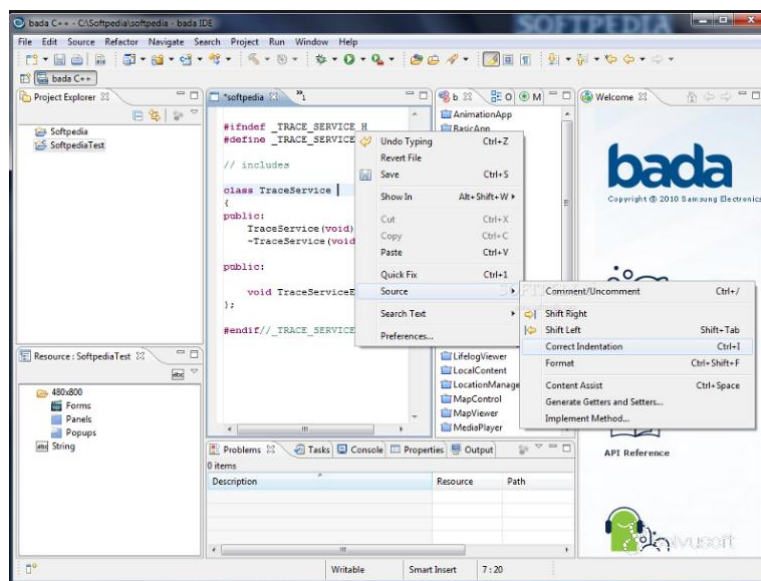 bada C++ - C:\Softpedia\softpedia - bada IDE
SOFTPEDIA
File Edit Source Refactor Navigate Search Project Run Window Help
bada C++
Project Explorer
Softpedia
SoftpediaTest
*softpedia
#ifndef _TRACE_SERVICE_H
#define _TRACE_SERVICE
// includes
class TraceService
{
public:
TraceService(void)
~TraceService(void
public:
void TraceServiceE
};
#endif//_TRACE_SERVICE
Undo Typing Ctrl+Z
Revert File
Save Ctrl+S
Show In Alt+Shift+W
Cut Ctrl+X
Copy Ctrl+C
Paste Ctrl+V
Quick Fix Ctrl+1
Source
Search Text
Preferences...
Comment/Uncomment Ctrl+/
Shift Right
Shift Left Shift+Tab
Correct Indentation Ctrl+I
Format Ctrl+Shift+F
Content Assist Ctrl+Space
Generate Getters and Setters...
Implement Method...
b O M
AnimationApp
BasicApp
LifelogViewer
LocalContent
LocationManage
MapControl
MapViewer
MediaPlayer
Welcome
bada
Copyright © 2010 Samsung Electronics
API Reference
Resource : SoftpediaTest
480x800
Forms
Panels
Popups
String
Problems Tasks Console Properties Output
0 items
Description Resource Path
Writable Smart Insert 7 : 20